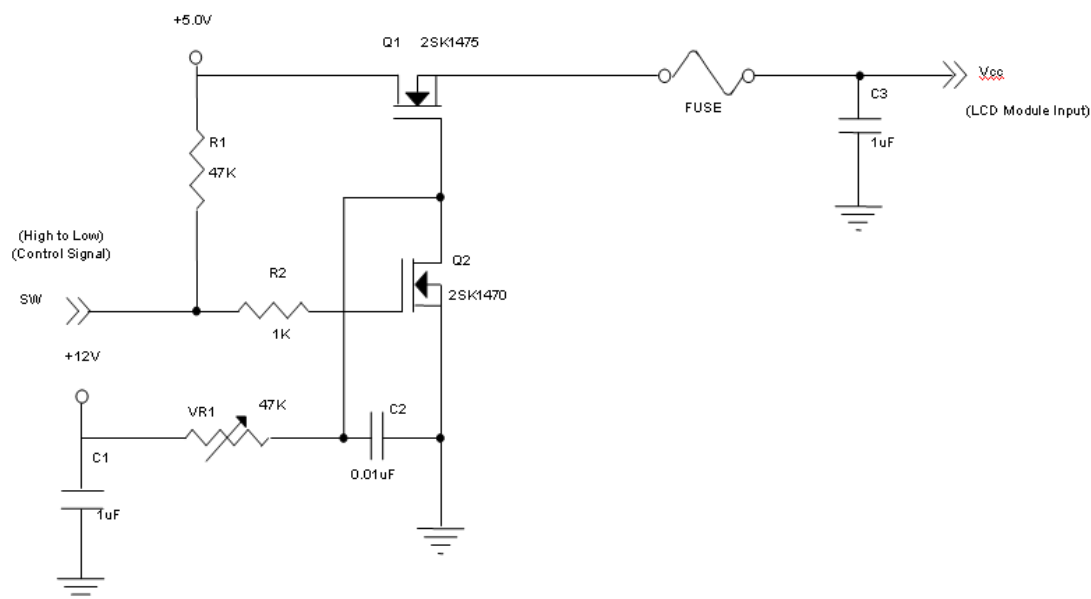 +5.0V
Q1 2SK1475
Vcc
C3
FUSE
(LCD Module Input)
R1
1uF
47K
(High to Low)
(Control Signal)
R2
Q2
SW
2SK1470
1K
+12V
47K
VR1
C2
C1
0.01uF
1uF